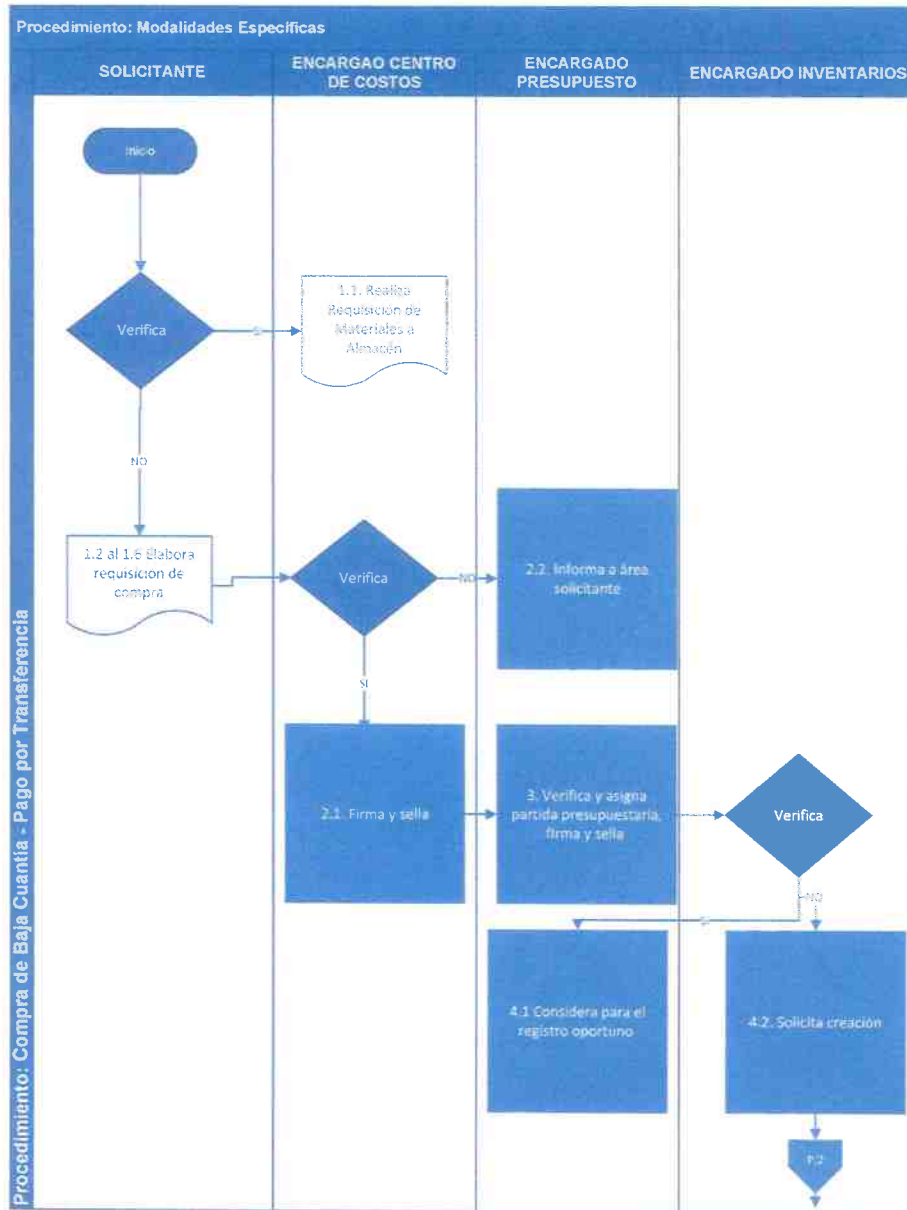 Procedimiento: Modalidades Específicas
SOLICITANTE
ENCARGAO CENTRO
DE COSTOS
ENCARGADO
PRESUPUESTO
ENCARGADO INVENTARIOS
Procedimiento: Compra de Baja Cuantía - Pago por Transferencia
Inicio
Verifica
SI
1.1. Realiza
Requisición de
Materiales a
Almacén
NO
1.2 al 1.6 Elabora
requisición de
compra
Verifica
NO
2.2. Informa a área
solicitante
SI
2.1. Firma y sella
3. Verifica y asigna
partida presupuestaria,
firma y sella
Verifica
SI
NO
4.1 Considera para el
registro oportuno
4.2. Solicita creación
P.2